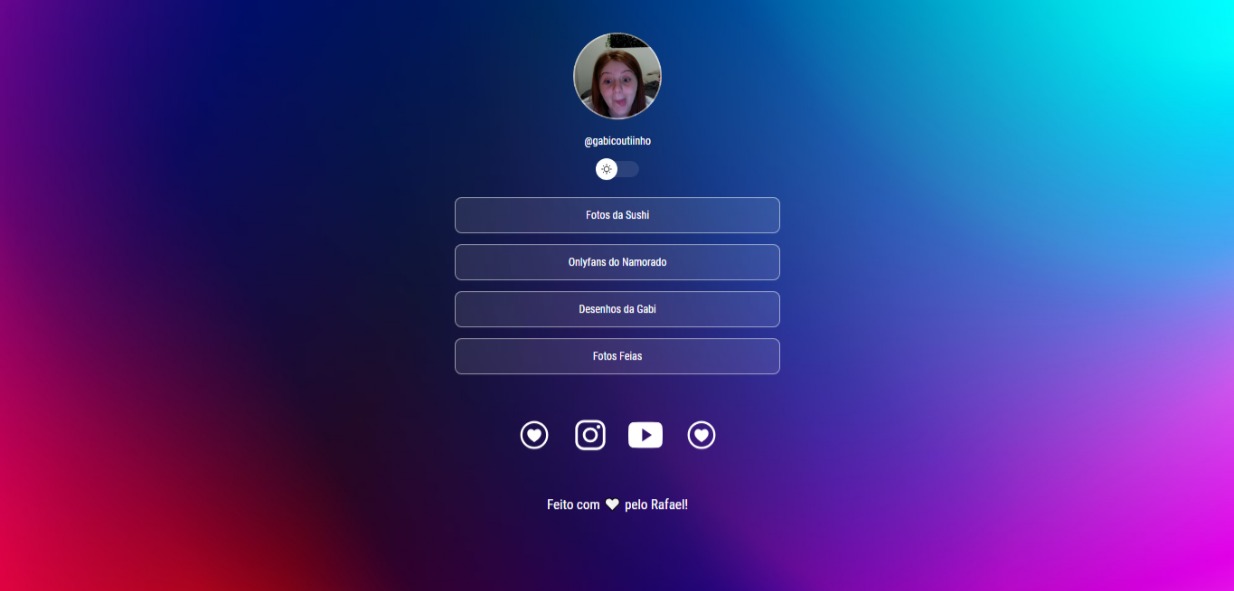 @gabicoutiinho
Fotos da Sushi
Onlyfans do Namorado
Desenhos da Gabi
Fotos Feias
Feito com ♥ pelo Rafael!